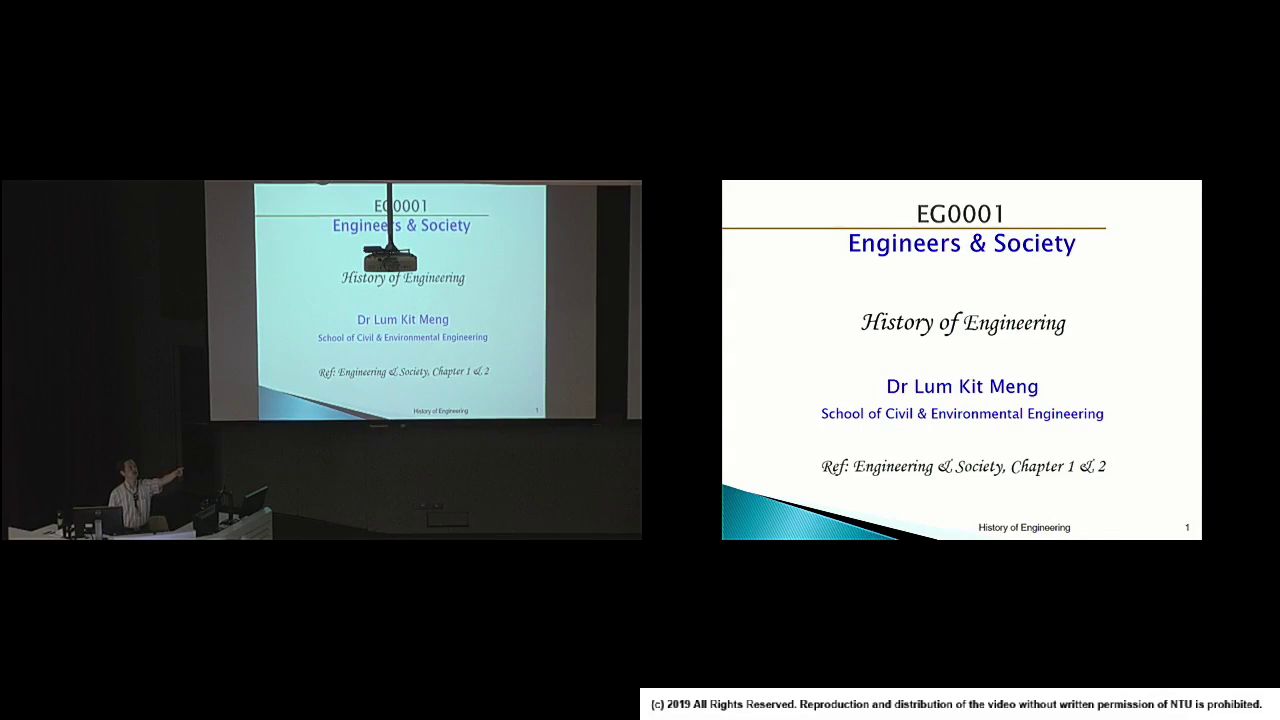 EG0001
Engineers & Society
History of Engineering
Dr Lum Kit Meng
School of Civil & Environmental Engineering
Ref: Engineering & Society, Chapter 1 & 2
History of Engineering
1
EG0001
Engineers & Society
History of Engineering
Dr Lum Kit Meng
School of Civil & Environmental Engineering
Ref: Engineering & Society, Chapter 1 & 2
History of Engineering
1
(c) 2019 All Rights Reserved. Reproduction and distribution of the video without written permission of NTU is prohibited.